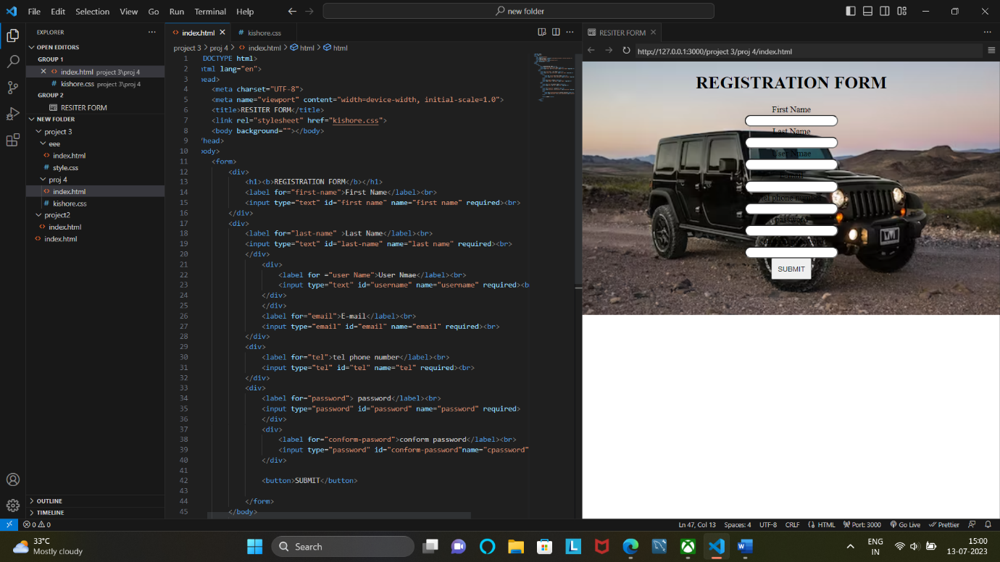 File Edit Selection View Go Run Terminal Help
new folder
EXPLORER
OPEN EDITORS
GROUP 1
index.html project 3\proj 4
kishore.css project 3\proj 4
GROUP 2
RESITER FORM
NEW FOLDER
project 3
eee
index.html
style.css
proj 4
index.html
kishore.css
project2
index.html
index.html
OUTLINE
TIMELINE
index.html
kishore.css
project 3 > proj 4 > index.html > html > html
1 DOCTYPE html>
2 tml lang="en">
3 ead>
4 <meta charset="UTF-8">
5 <meta name="viewport" content="width=device-width, initial-scale=1.0">
6 <title>RESITER FORM</title>
7 <link rel="stylesheet" href="kishore.css">
8 <body background=""></body>
9 head>
10 ody>
11 <form>
12 <div>
13 <h1><b>REGISTRATION FORM</b></h1>
14 <label for="first-name">First Name</label><br>
15 <input type="text" id="first name" name="first name" required><br>
16 </div>
17 <div>
18 <label for="last-name" >Last Name</label><br>
19 <input type="text" id="last-name" name="last name" required><br>
20 </div>
21 <div>
22 <label for ="user Name">User Nmae</label><br>
23 <input type="text" id="username" name="username" required><b
24 </div>
25 </div>
26 <label for="email">E-mail</label><br>
27 <input type="email" id="email" name="email" required><br>
28 </div>
29 <div>
30 <label for="tel">tel phone number</label><br>
31 <input type="tel" id="tel" name="tel" required><br>
32 </div>
33 <div>
34 <label for="password"> password</label><br>
35 <input type="password" id="password" name="password" required>
36 </div>
37 <div>
38 <label for="conform-pasword">conform password</label><br>
39 <input type="password" id="conform-password"name="cpassword"
40 </div>
41
42 <button>SUBMIT</button>
43
44 </form>
45 </body>
RESITER FORM
http://127.0.0.1:3000/project 3/proj 4/index.html
REGISTRATION FORM
First Name
Last Name
User Nmae
E-mail
tel phone number
password
SUBMIT
0 0
Ln 47, Col 13 Spaces: 4 UTF-8 CRLF HTML Port: 3000 Go Live Prettier
33°C
Mostly cloudy
Search
ENG
IN
15:00
13-07-2023